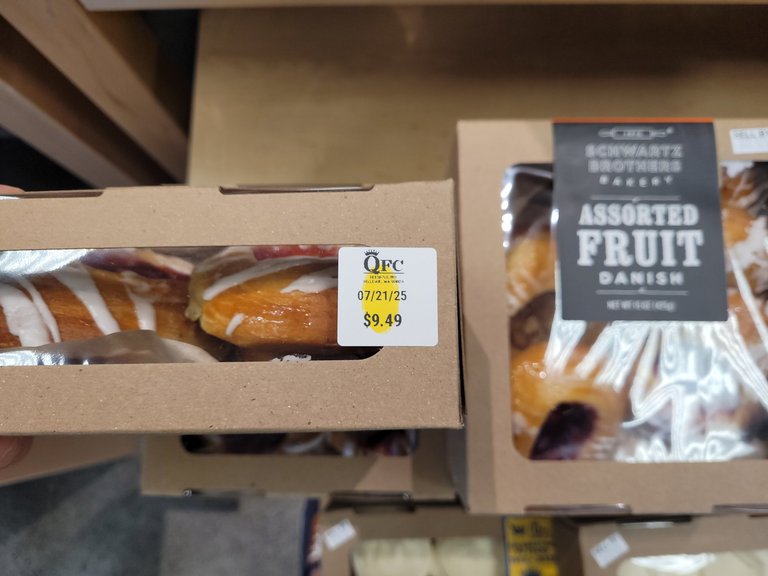 QFC
07/21/25
$9.49
SCHWARTZ
BROTHERS
BAKERY
ASSORTED
FRUIT
DANISH